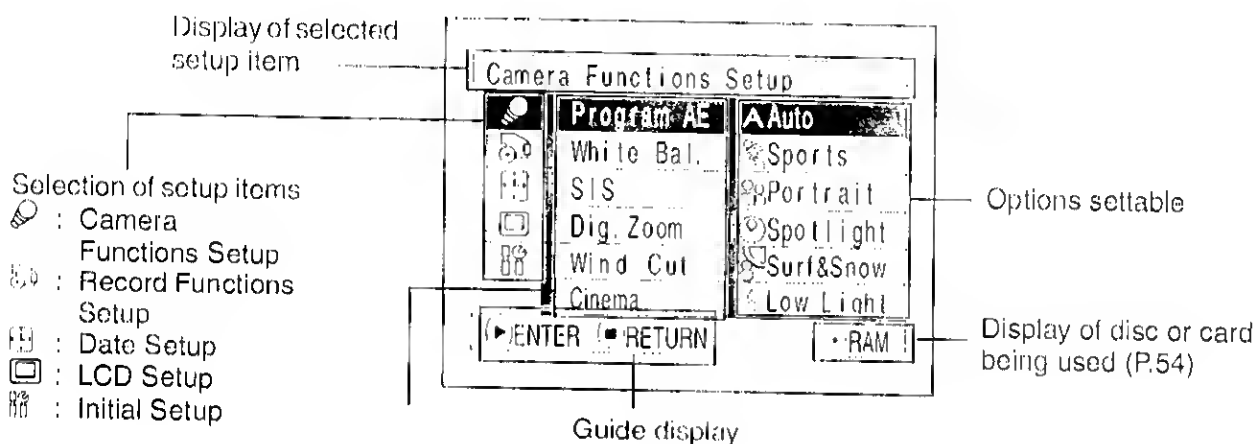 Display of selected
setup item
Camera Functions Setup
Program AE
White Bal.
SIS
Dig. Zoom
Wind Cut
Cinema
A Auto
Sports
Portrait
Spotlight
Surf&Snow
Low Light
ENTER RETURN
RAM
Selection of setup items
: Camera
Functions Setup
: Record Functions
Setup
: Date Setup
: LCD Setup
: Initial Setup
Options settable
Display of disc or card
being used (P.54)
Guide display